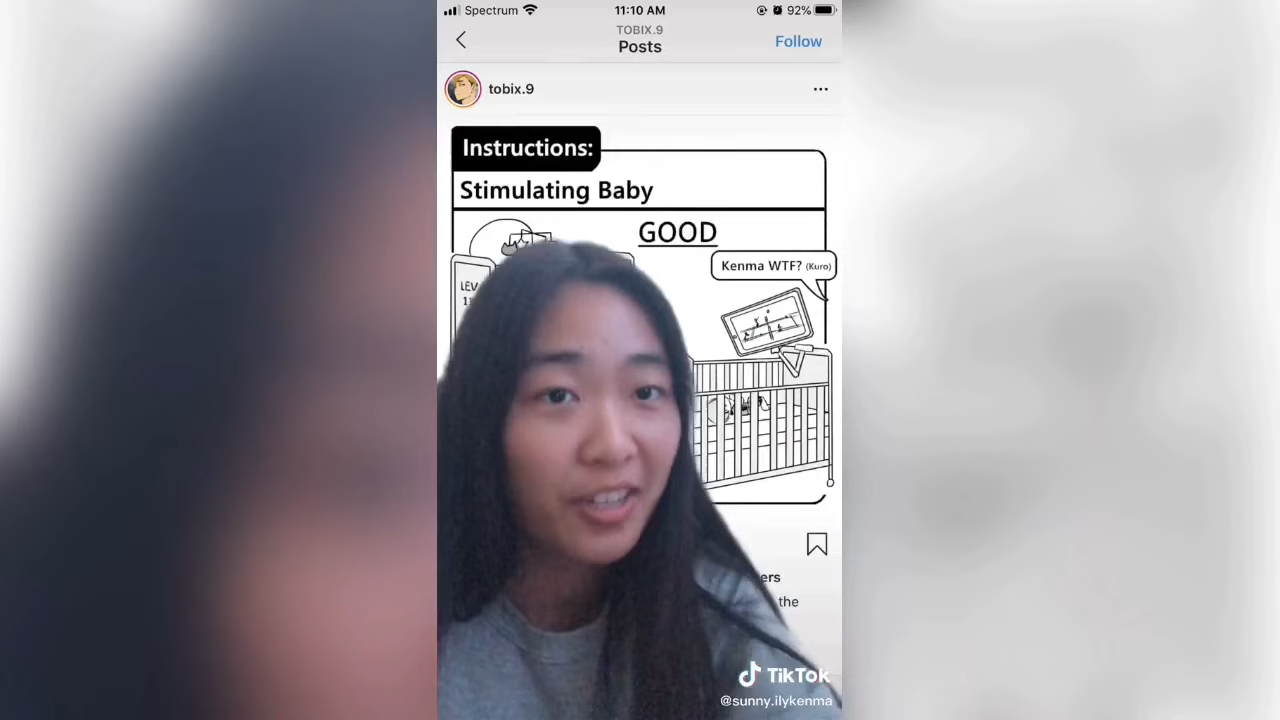 Spectrum 11:10 AM 92%
TOBIX.9
Posts
Follow
tobix.9
Instructions:
Stimulating Baby
GOOD
Kenma WTF? (Kuro)
the
TikTok
@sunny.ilykenma